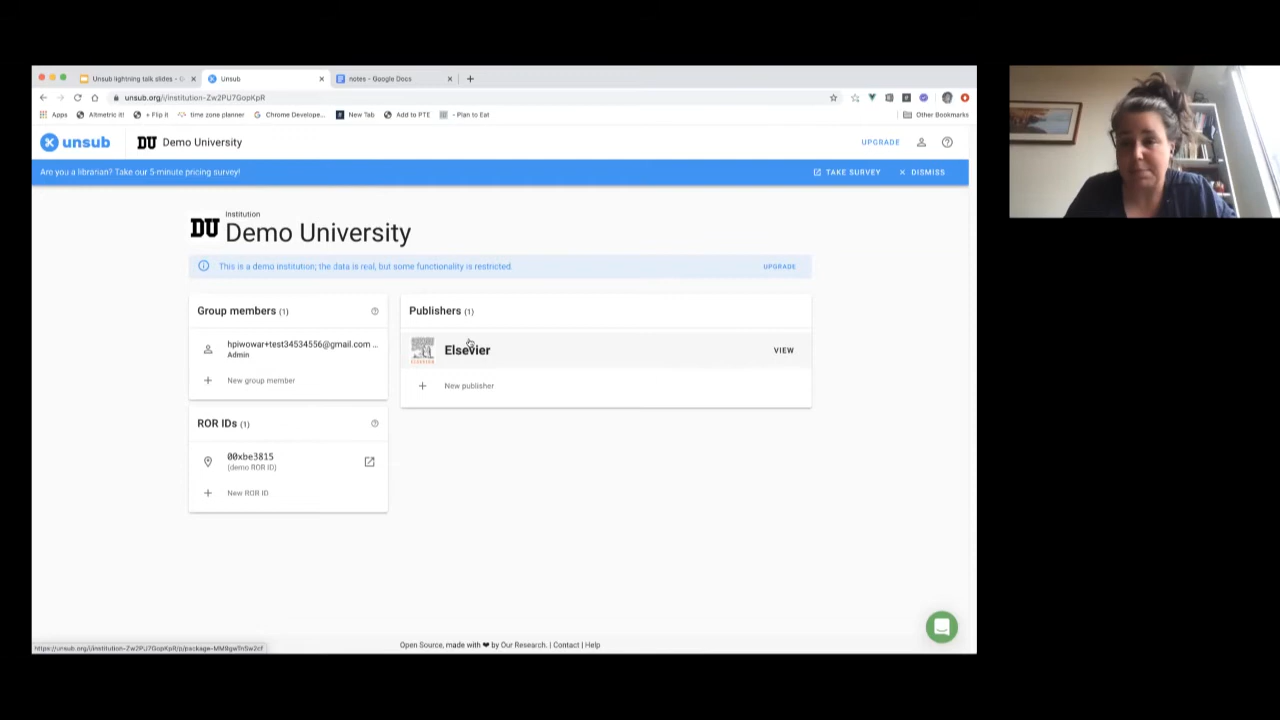 Unsub lightning talk slides - G
Unsub
notes - Google Docs
unsub.org/i/institution-Zw2PU7GopKpR
Apps
Altmetric it!
+ Flip it
time zone planner
Chrome Develope...
New Tab
Add to PTE
- Plan to Eat
Other Bookmarks
unsub
DU Demo University
UPGRADE
Are you a librarian? Take our 5-minute pricing survey!
TAKE SURVEY
DISMISS
Institution
DU Demo University
This is a demo institution; the data is real, but some functionality is restricted.
UPGRADE
Group members (1)
hpiwowar+test34534556@gmail.com ...
Admin
New group member
ROR IDs (1)
00xbe3815
(demo ROR ID)
New ROR ID
Publishers (1)
ELSEVIER
Elsevier
VIEW
New publisher
Open Source, made with ❤ by Our Research. | Contact | Help